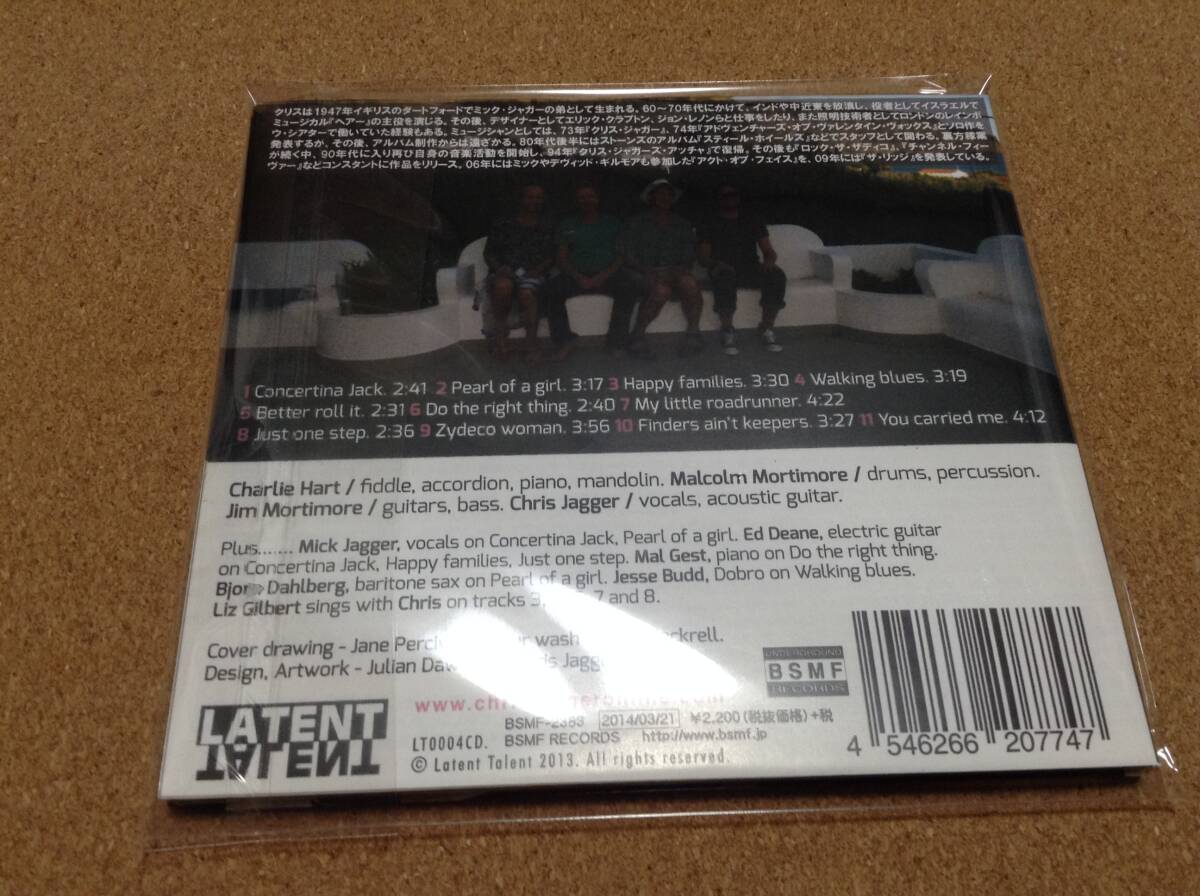 クリスは1947年イギリスのダートフォードでミック・ジャガーの弟として生まれる。60〜70年代にかけて、インドや中近東を放浪し、役者としてイスラエルで
ミュージカル『ヘアー』の主役を演じる。その後、デザイナーとしてエリック・クラプトン、ジョン・レノンらと仕事をしたり、また照明技術者としてロンドンのレインボ
ウ・シアターで働いていた経験もある。ミュージシャンとしては、73年『クリス・ジャガー』、74年『アドヴェンチャーズ・オブ・ヴァレンタイン・ヴォックス』とソロ作を
発表するが、その後、アルバム制作からは遠ざかる。80年代後半にはストーンズのアルバム『スティール・ホイールズ』などでスタッフとして関わる。裏方稼業
が続く中、90年代に入り再び自身の音楽活動を開始し、94年『クリス・ジャガーズ・アッチャ』で復帰。その後も『ロック・ザ・ザディコ』、『チャンネル・フィー
ヴァー』などコンスタントに作品をリリース。06年にはミックやデヴィッド・ギルモアも参加した『アクト・オブ・フェイス』を、09年には『ザ・リッジ』を発表している。
1 Concertina Jack. 2:41 2 Pearl of a girl. 3:17 3 Happy families. 3:30 4 Walking blues. 3:19
5 Better roll it. 2:31 6 Do the right thing. 2:40 7 My little roadrunner. 4:22
8 Just one step. 2:36 9 Zydeco woman. 3:56 10 Finders ain't keepers. 3:27 11 You carried me. 4:12
Charlie Hart / fiddle, accordion, piano, mandolin. Malcolm Mortimore / drums, percussion.
Jim Mortimore / guitars, bass. Chris Jagger / vocals, acoustic guitar.
Plus....... Mick Jagger, vocals on Concertina Jack, Pearl of a girl. Ed Deane, electric guitar
on Concertina Jack, Happy families, Just one step. Mal Gest, piano on Do the right thing.
Dahlberg, baritone sax on Pearl of a girl. Jesse Budd, Dobro on Walking blues.
Liz Gilbert sings with Chris on tracks 3, 7 and 8.
Cover drawing - Jane wash
Design, Artwork - Julian
LATENT
TALENT
UNDERGROUND
BSMF
RECORDS
LT0004CD. BSMF RECORDS 2014/03/21 ¥2,200（税抜価格）+税
http://www.bsmf.jp
© Latent Talent 2013. All rights reserved.
4 546266 207747